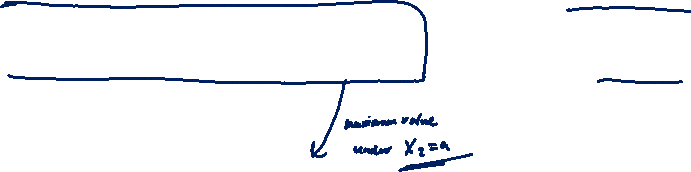 maximum value
under X₂=a